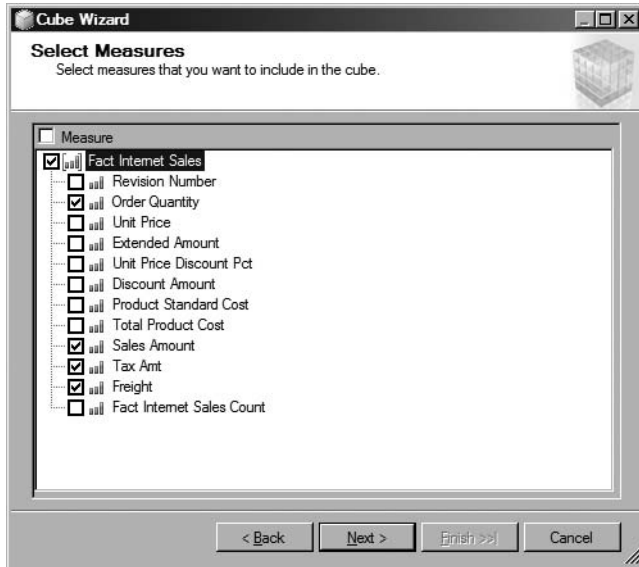 Cube Wizard
Select Measures
Select measures that you want to include in the cube.
Measure
Fact Internet Sales
Revision Number
Order Quantity
Unit Price
Extended Amount
Unit Price Discount Pct
Discount Amount
Product Standard Cost
Total Product Cost
Sales Amount
Tax Amt
Freight
Fact Internet Sales Count
< Back Next > Finish >>| Cancel